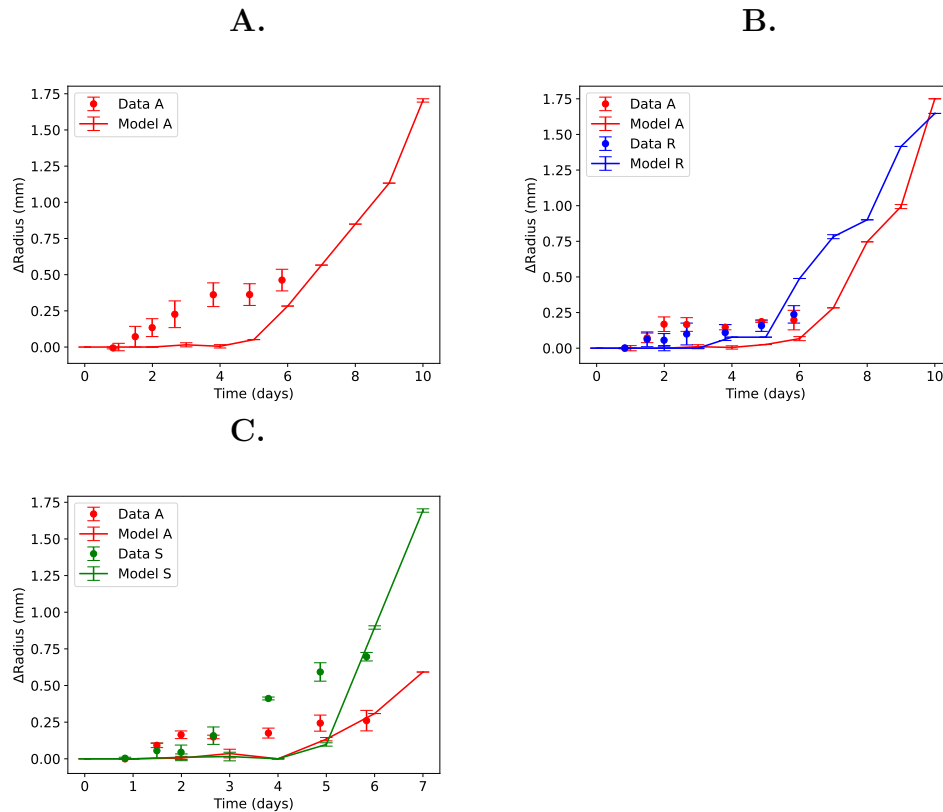 A.
ΔRadius (mm)
1.75
1.50
1.25
1.00
0.75
0.50
0.25
0.00
Data A
Model A
0 2 4 6 8 10
Time (days)
B.
ΔRadius (mm)
1.75
1.50
1.25
1.00
0.75
0.50
0.25
0.00
Data A
Model A
Data R
Model R
0 2 4 6 8 10
Time (days)
C.
ΔRadius (mm)
1.75
1.50
1.25
1.00
0.75
0.50
0.25
0.00
Data A
Model A
Data S
Model S
0 1 2 3 4 5 6 7
Time (days)